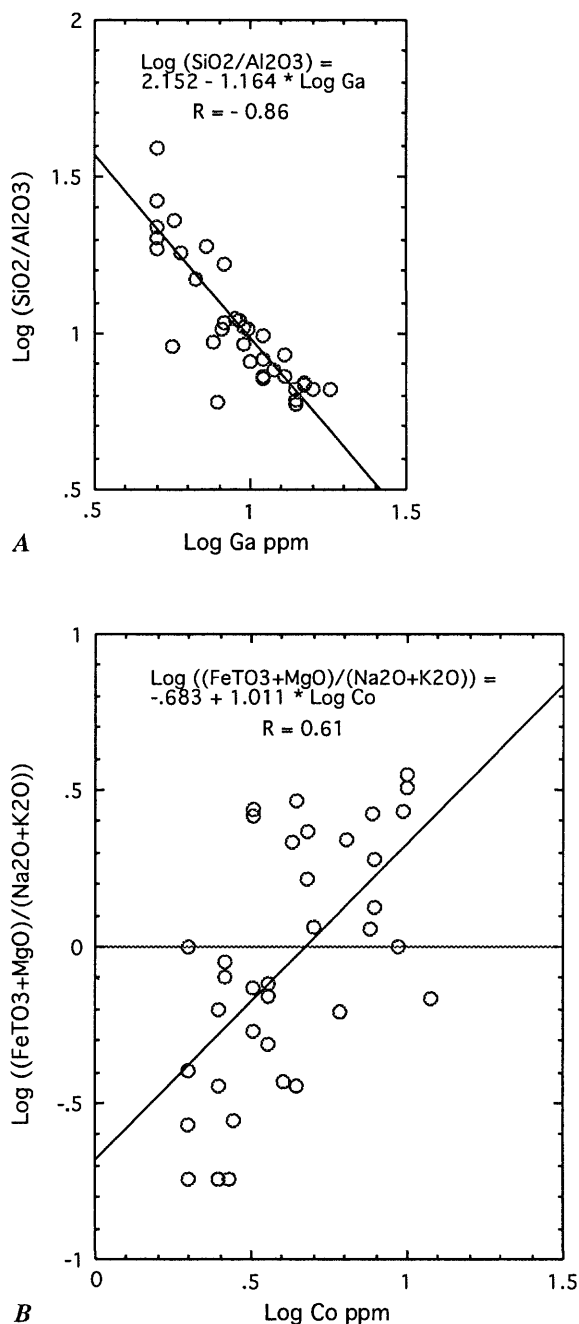 2
Log (SiO2/Al2O3) =
2.152 - 1.164 * Log Ga
R = - 0.86
1.5
Log (SiO2/Al2O3)
1
.5
.5
1
1.5
A
Log Ga ppm
1
Log ((FeTO3+MgO)/(Na2O+K2O)) =
-.683 + 1.011 * Log Co
R = 0.61
.5
Log ((FeTO3+MgO)/(Na2O+K2O))
0
-.5
-1
0
.5
1
1.5
B
Log Co ppm